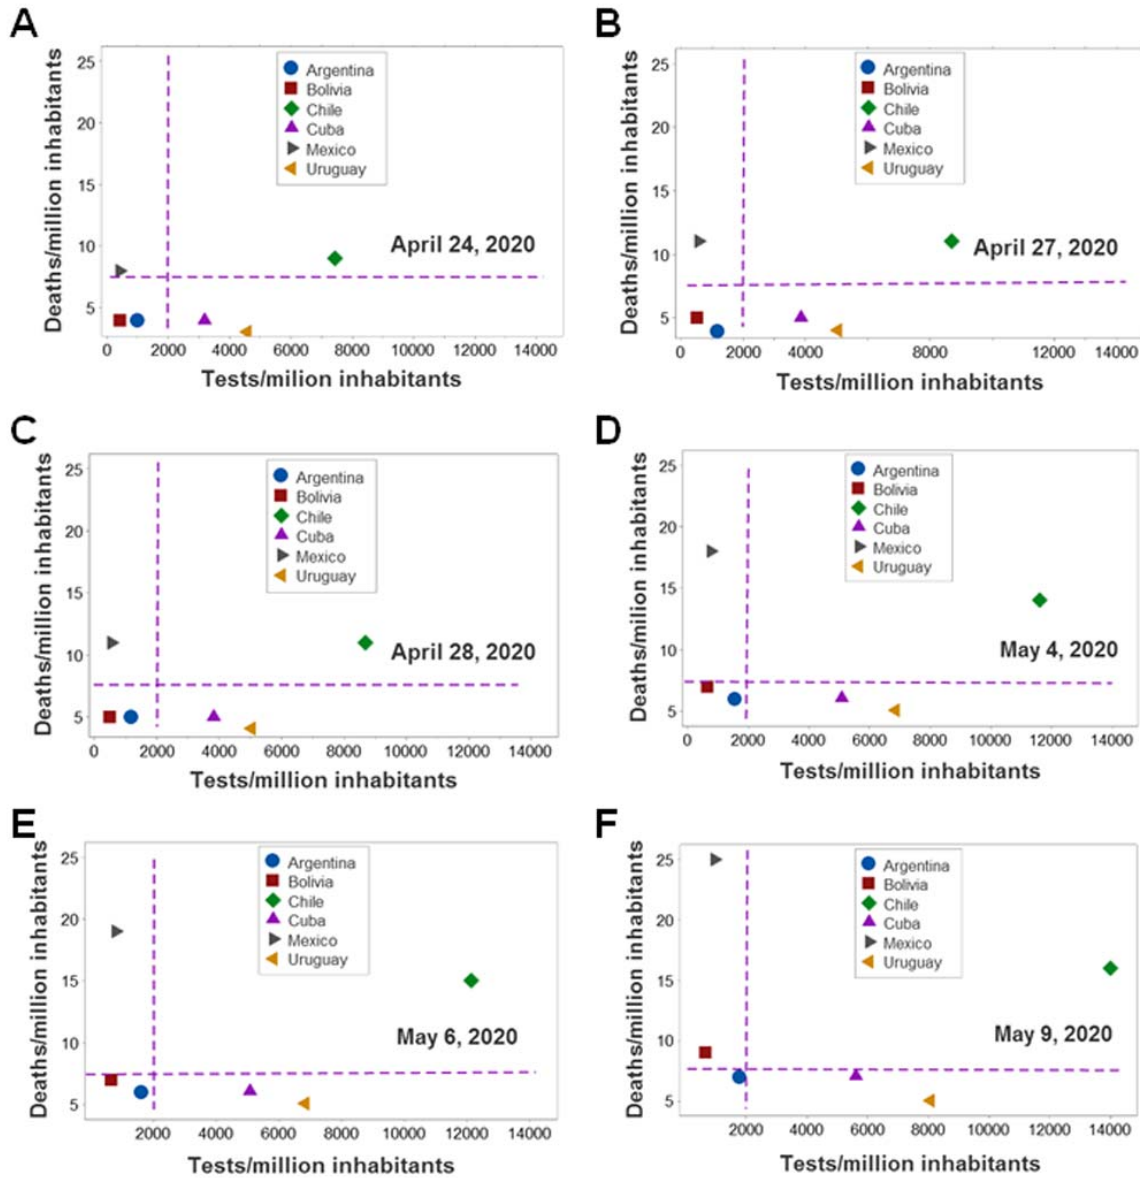 A
Deaths/million inhabitants
25
20
15
10
5
Argentina
Bolivia
Chile
Cuba
Mexico
Uruguay
April 24, 2020
0 2000 4000 6000 8000 10000 12000 14000
Tests/milion inhabitants
B
Deaths/million inhabitants
25
20
15
10
5
Argentina
Bolivia
Chile
Cuba
Mexico
Uruguay
April 27, 2020
0 2000 4000 8000 12000 14000
Tests/million inhabitants
C
Deaths/million inhabitants
25
20
15
10
5
Argentina
Bolivia
Chile
Cuba
Mexico
Uruguay
April 28, 2020
0 2000 4000 6000 8000 10000 12000 14000
Tests/million inhabitants
D
Deaths/milion inhabitants
25
20
15
10
5
Argentina
Bolivia
Chile
Cuba
Mexico
Uruguay
May 4, 2020
0 2000 4000 6000 8000 10000 12000 14000
Tests/million inhabitants
E
Deaths/million inhabitants
25
20
15
10
5
Argentina
Bolivia
Chile
Cuba
Mexico
Uruguay
May 6, 2020
2000 4000 6000 8000 10000 12000 14000
Tests/million inhabitants
F
Deaths/million inhabitants
25
20
15
10
5
Argentina
Bolivia
Chile
Cuba
Mexico
Uruguay
May 9, 2020
2000 4000 6000 8000 10000 12000 14000
Tests/million inhabitants